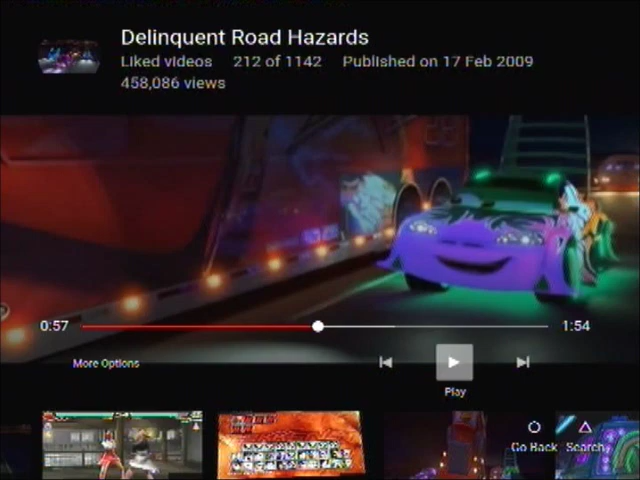 Delinquent Road Hazards
Liked videos 212 of 1142 Published on 17 Feb 2009
458,086 views
0:57
1:54
More Options
Play
Go Back Search